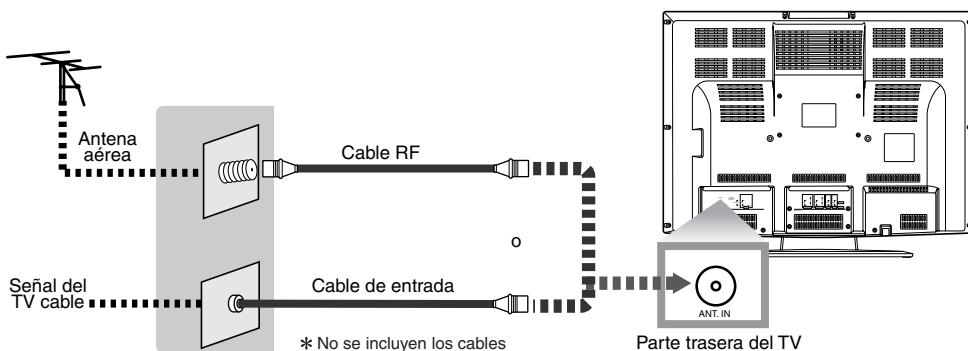 Antena
aérea
Cable RF
o
Señal del
TV cable
Cable de entrada
ANT. IN
* No se incluyen los cables
Parte trasera del TV